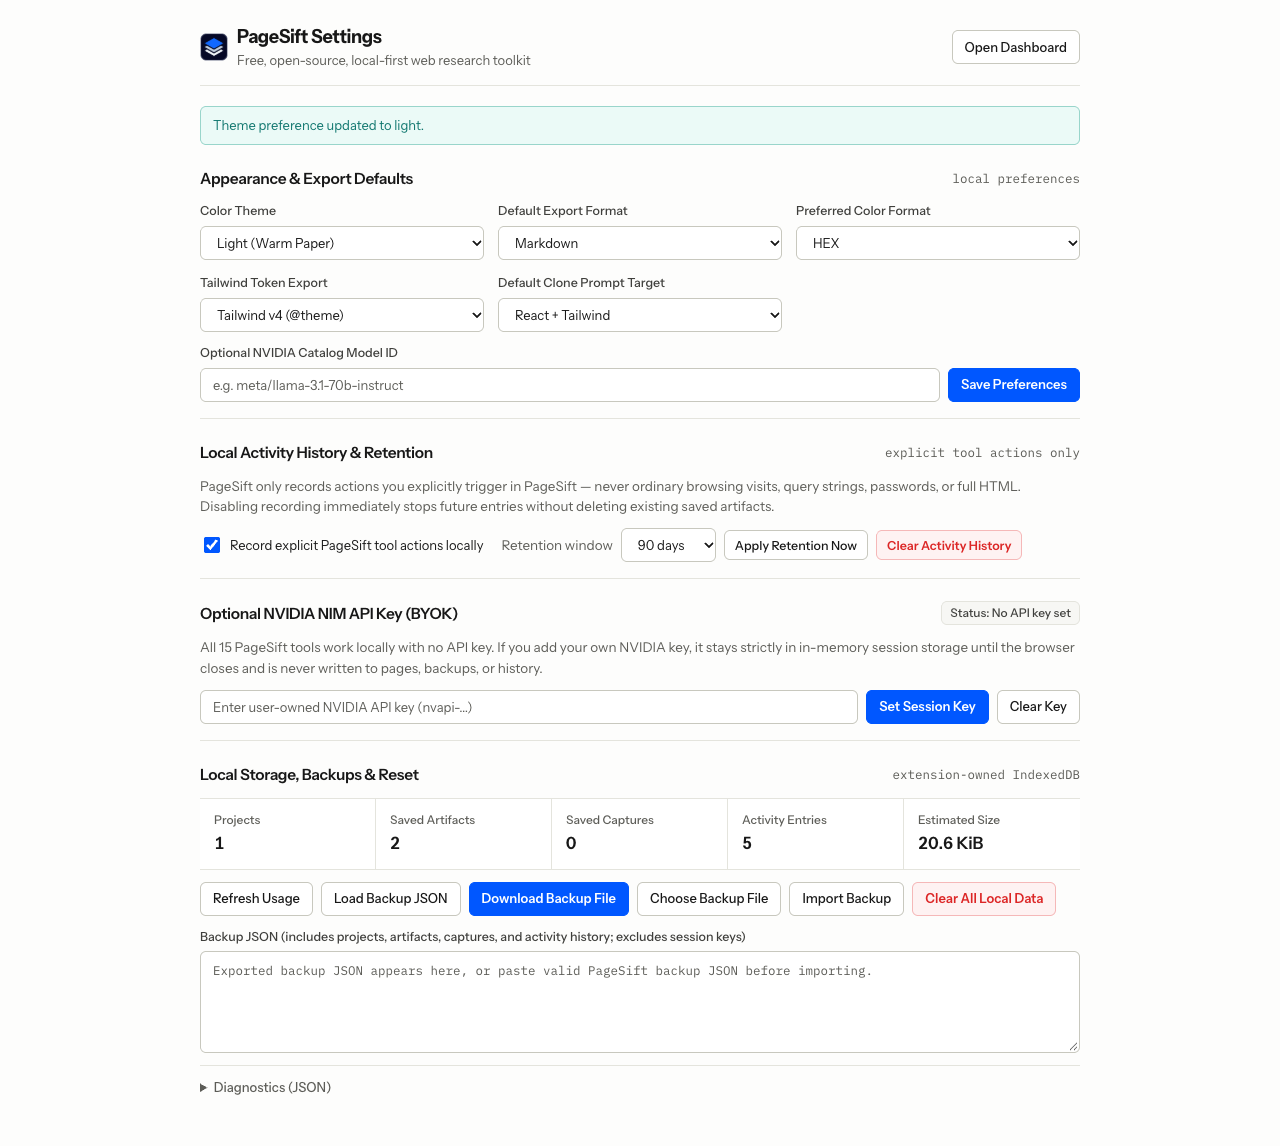 PageSift Settings
Free, open-source, local-first web research toolkit
Open Dashboard
Theme preference updated to light.
Appearance & Export Defaults
local preferences
Color Theme
Default Export Format
Preferred Color Format
Light (Warm Paper)
Markdown
HEX
Tailwind Token Export
Default Clone Prompt Target
Tailwind v4 (@theme)
React + Tailwind
Optional NVIDIA Catalog Model ID
e.g. meta/llama-3.1-70b-instruct
Save Preferences
Local Activity History & Retention
explicit tool actions only
PageSift only records actions you explicitly trigger in PageSift — never ordinary browsing visits, query strings, passwords, or full HTML.
Disabling recording immediately stops future entries without deleting existing saved artifacts.
Record explicit PageSift tool actions locally
Retention window
90 days
Apply Retention Now
Clear Activity History
Optional NVIDIA NIM API Key (BYOK)
Status: No API key set
All 15 PageSift tools work locally with no API key. If you add your own NVIDIA key, it stays strictly in in-memory session storage until the browser
closes and is never written to pages, backups, or history.
Enter user-owned NVIDIA API key (nvapi-...)
Set Session Key
Clear Key
Local Storage, Backups & Reset
extension-owned IndexedDB
Projects
Saved Artifacts
Saved Captures
Activity Entries
Estimated Size
1
2
0
5
20.6 KiB
Refresh Usage
Load Backup JSON
Download Backup File
Choose Backup File
Import Backup
Clear All Local Data
Backup JSON (includes projects, artifacts, captures, and activity history; excludes session keys)
Exported backup JSON appears here, or paste valid PageSift backup JSON before importing.
Diagnostics (JSON)